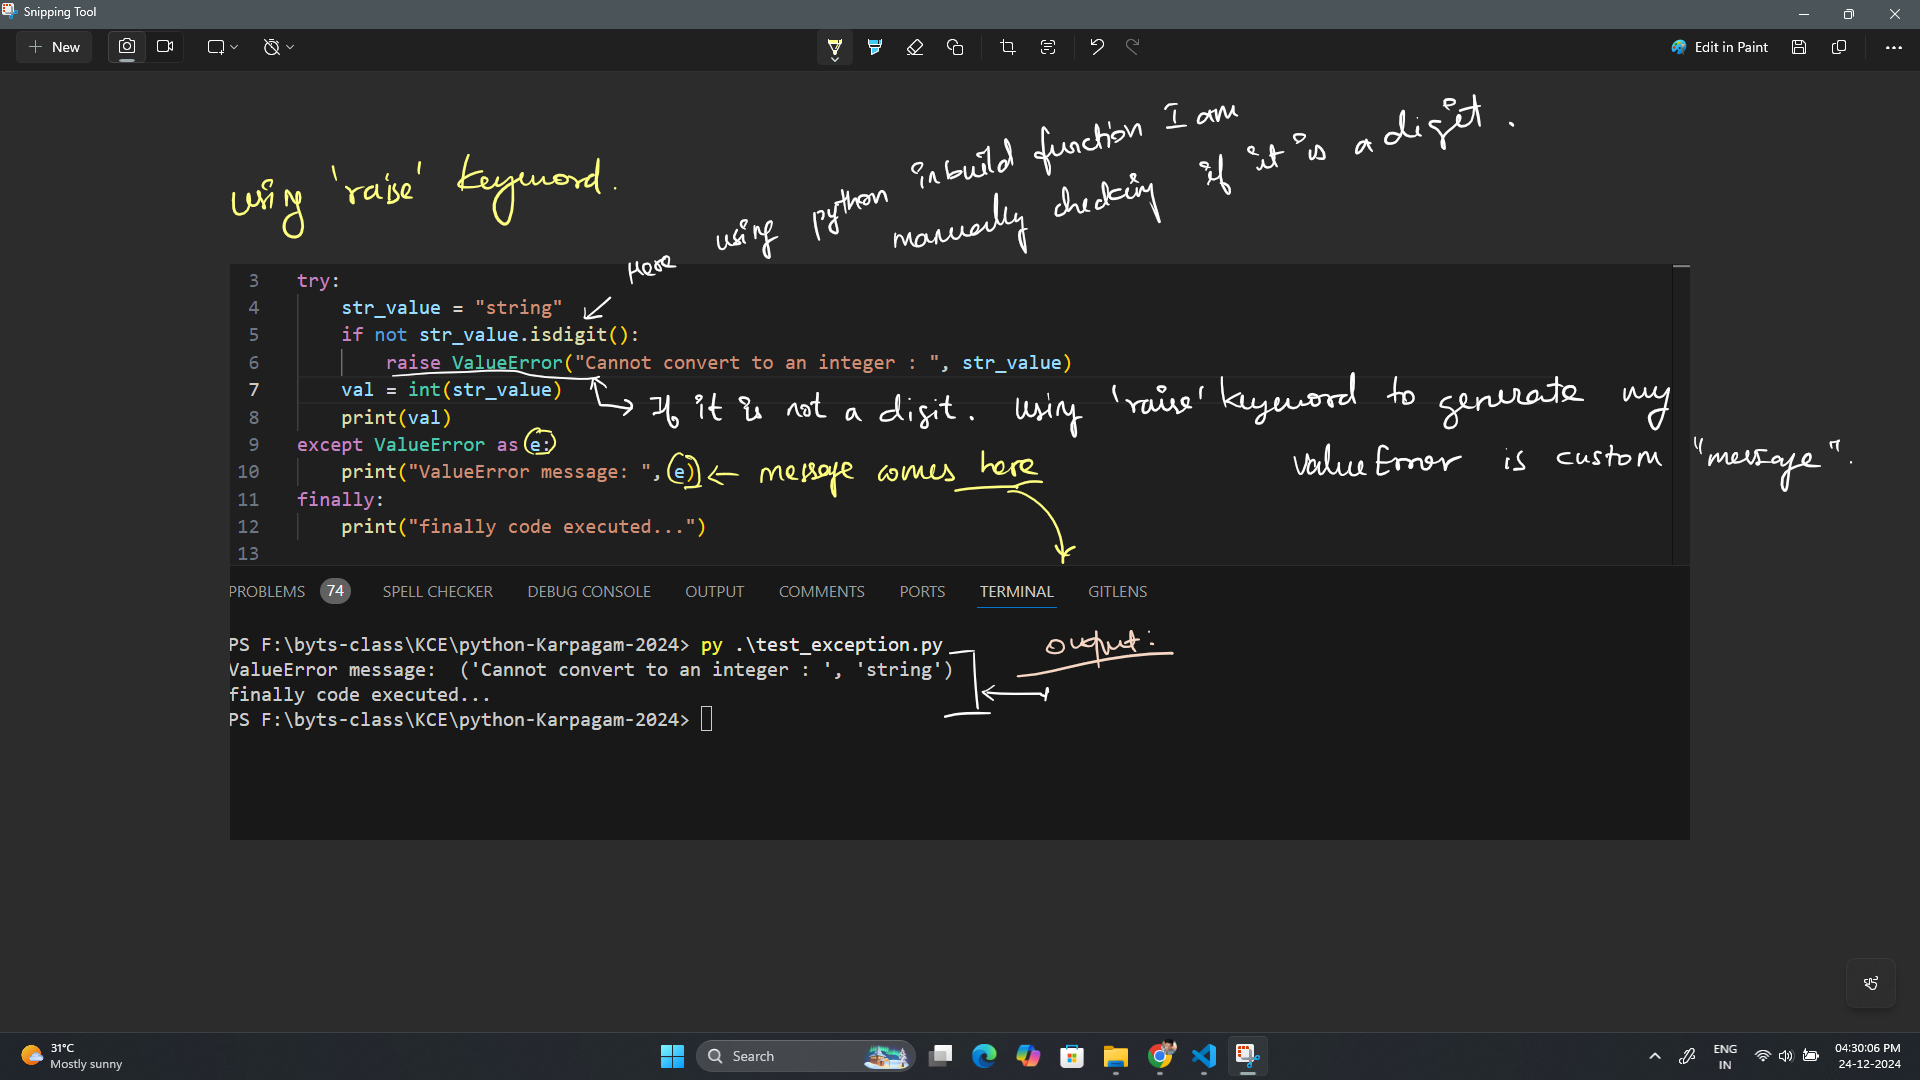 Snipping Tool
New
Edit in Paint
using 'raise' keyword.
Here using python inbuild function I am
manually checking if it is a digit.
3 try:
4 str_value = "string"
5 if not str_value.isdigit():
6 raise ValueError("Cannot convert to an integer : ", str_value)
7 val = int(str_value)
8 print(val)
If it is not a digit. Using 'raise' keyword to generate my
ValueError is custom "message".
9 except ValueError as e:
10 print("ValueError message: ", e) ← message comes here
11 finally:
12 print("finally code executed...")
13
PROBLEMS 74 SPELL CHECKER DEBUG CONSOLE OUTPUT COMMENTS PORTS TERMINAL GITLENS
PS F:\byts-class\KCE\python-Karpagam-2024> py .\test_exception.py
output:
ValueError message:  ('Cannot convert to an integer : ', 'string')
finally code executed...
PS F:\byts-class\KCE\python-Karpagam-2024>
31°C
Mostly sunny
Search
ENG
IN
04:30:06 PM
24-12-2024